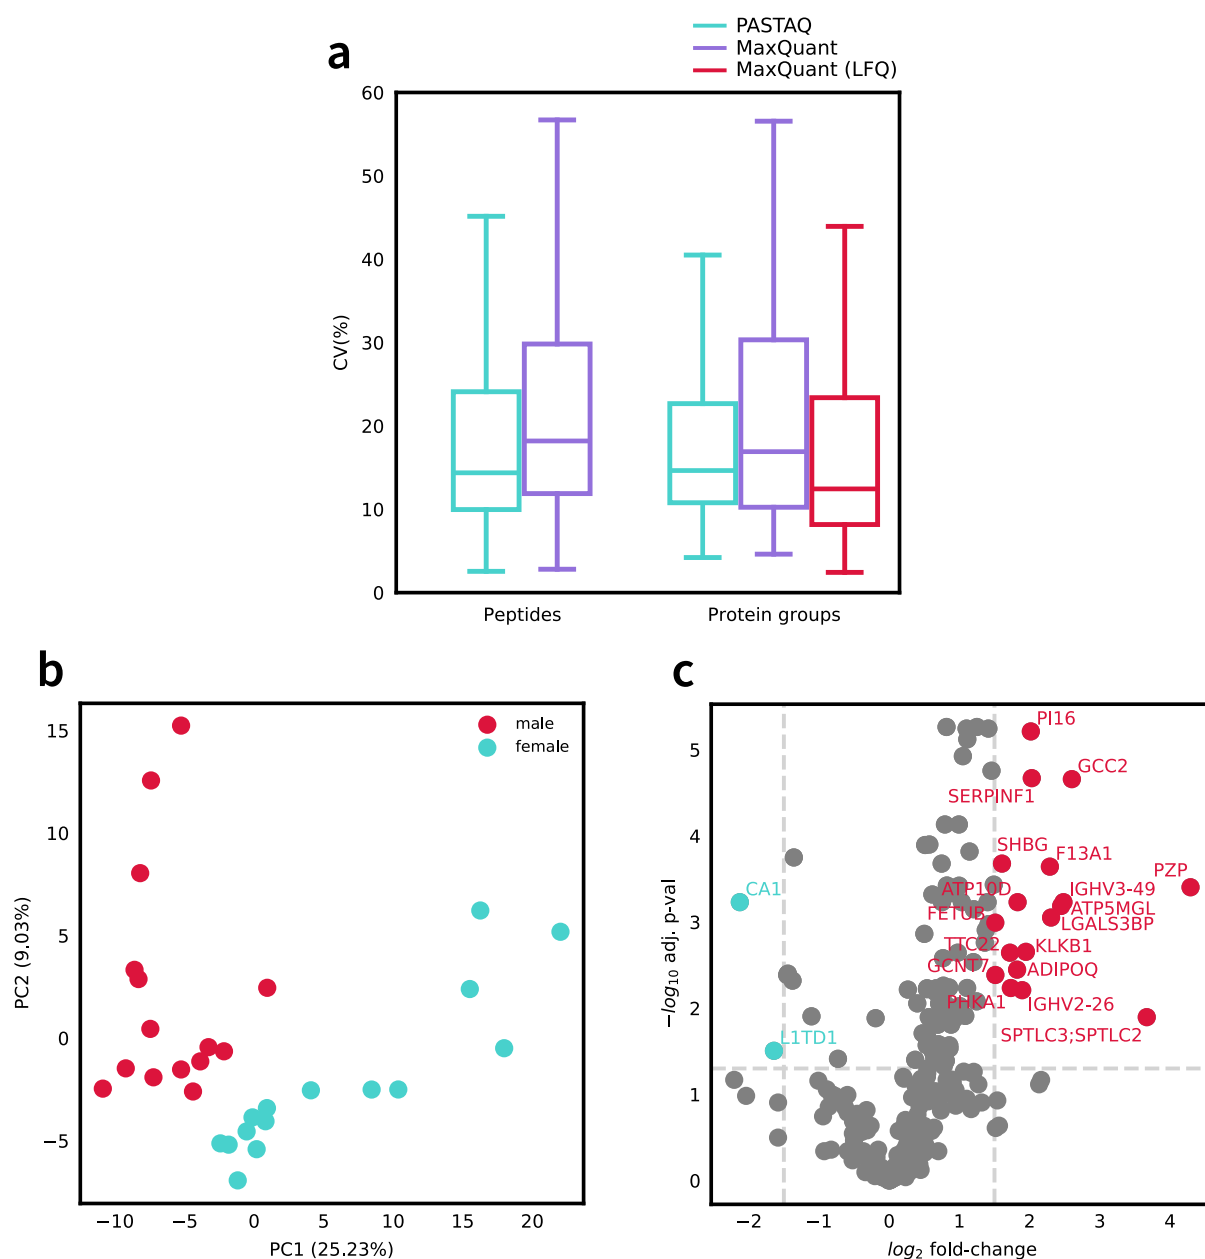 PASTAQ
MaxQuant
MaxQuant (LFQ)
a
60
50
40
30
20
10
0
CV(%)
Peptides
Protein groups
b
male
female
15
10
5
0
−5
PC2 (9.03%)
−10
−5
0
5
10
15
20
PC1 (25.23%)
c
PI16
GCC2
SERPINF1
SHBG
F13A1
PZP
CA1
ATP10D
IGHV3-49
ATP5MGL
FETUB
LGALS3BP
TTC22
KLKB1
GCNT7
ADIPOQ
PHKA1
IGHV2-26
SPTLC3;SPTLC2
L1TD1
5
4
3
2
1
0
−log10 adj. p-val
−2
−1
0
1
2
3
4
log2 fold-change